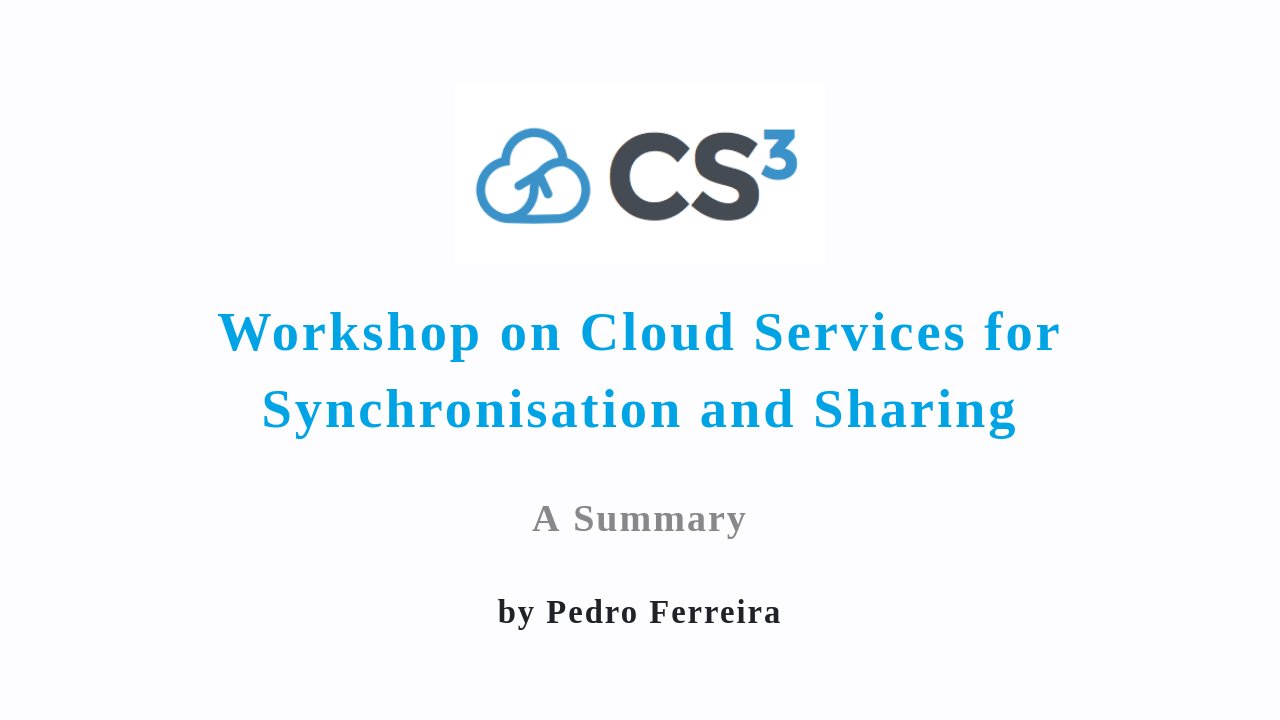 CS³
Workshop on Cloud Services for
Synchronisation and Sharing
A Summary
by Pedro Ferreira